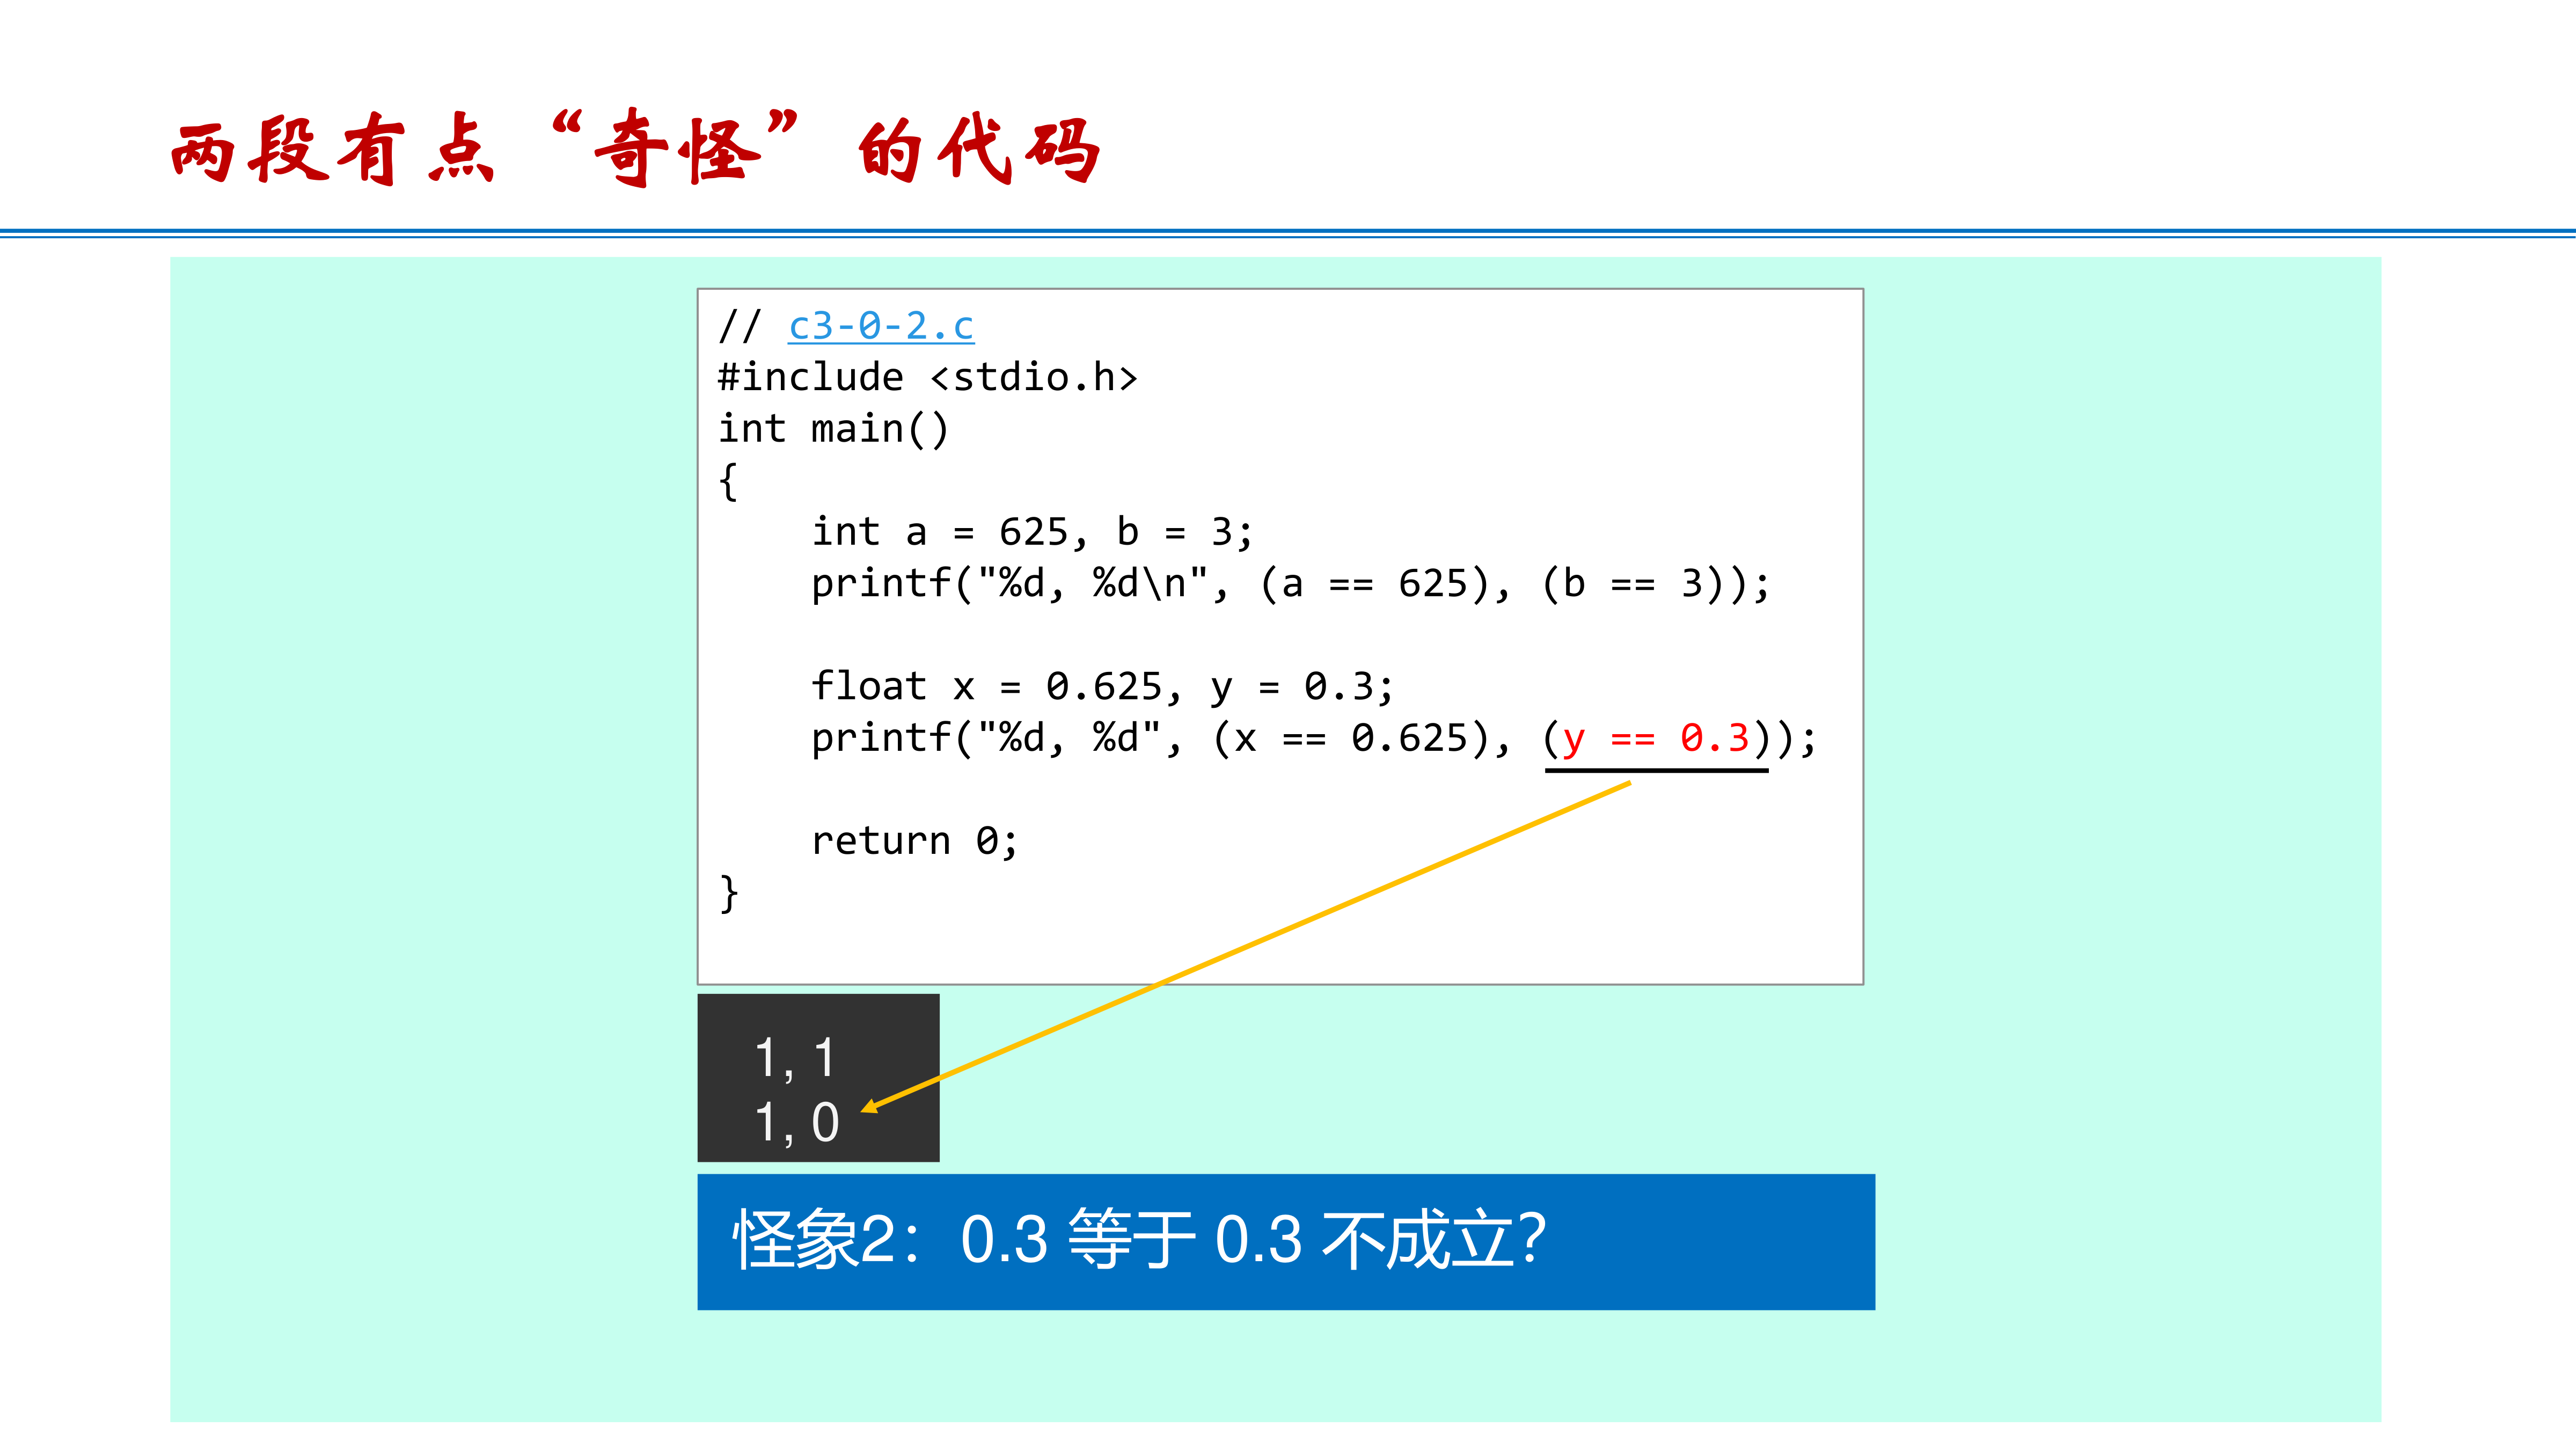 两段有点“奇怪”的代码
// c3-0-2.c
#include <stdio.h>
int main()
{
    int a = 625, b = 3;
    printf("%d, %d\n", (a == 625), (b == 3));
    float x = 0.625, y = 0.3;
    printf("%d, %d", (x == 0.625), (y == 0.3));
    return 0;
}
1, 1
1, 0
怪象2：0.3 等于 0.3 不成立？